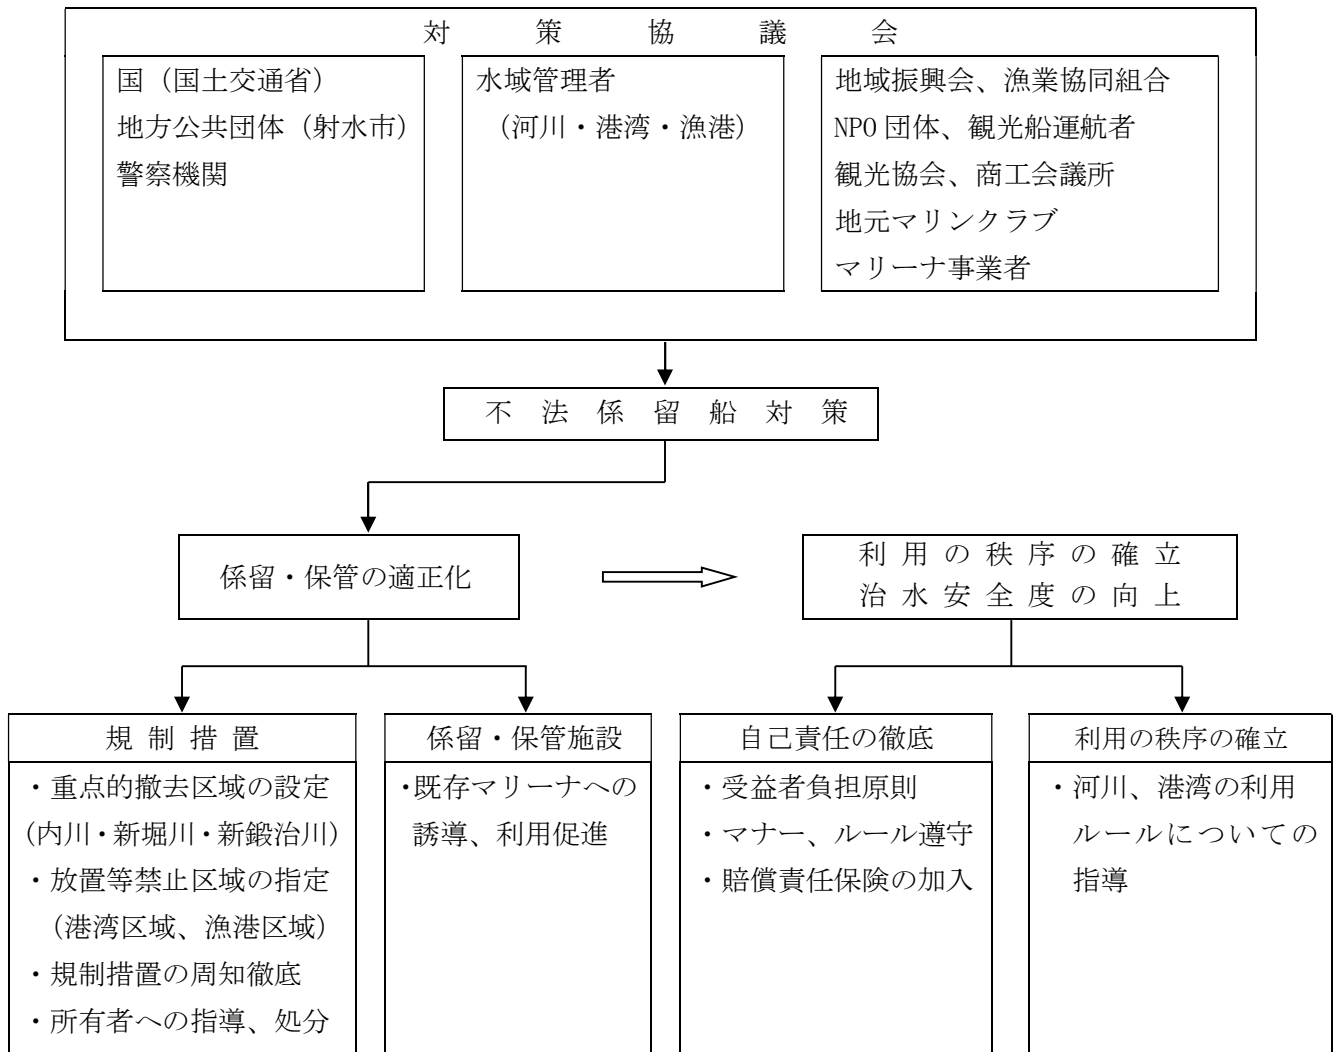 対策協議会
国（国土交通省）
地方公共団体（射水市）
警察機関
水域管理者
（河川・港湾・漁港）
地域振興会、漁業協同組合
NPO 団体、観光船運航者
観光協会、商工会議所
地元マリンクラブ
マリーナ事業者
不法係留船対策
係留・保管の適正化
利用の秩序の確立
治水安全度の向上
規制措置
・重点的撤去区域の設定
（内川・新堀川・新鍛治川）
・放置等禁止区域の指定
（港湾区域、漁港区域）
・規制措置の周知徹底
・所有者への指導、処分
係留・保管施設
・既存マリーナへの
誘導、利用促進
自己責任の徹底
・受益者負担原則
・マナー、ルール遵守
・賠償責任保険の加入
利用の秩序の確立
・河川、港湾の利用
ルールについての
指導